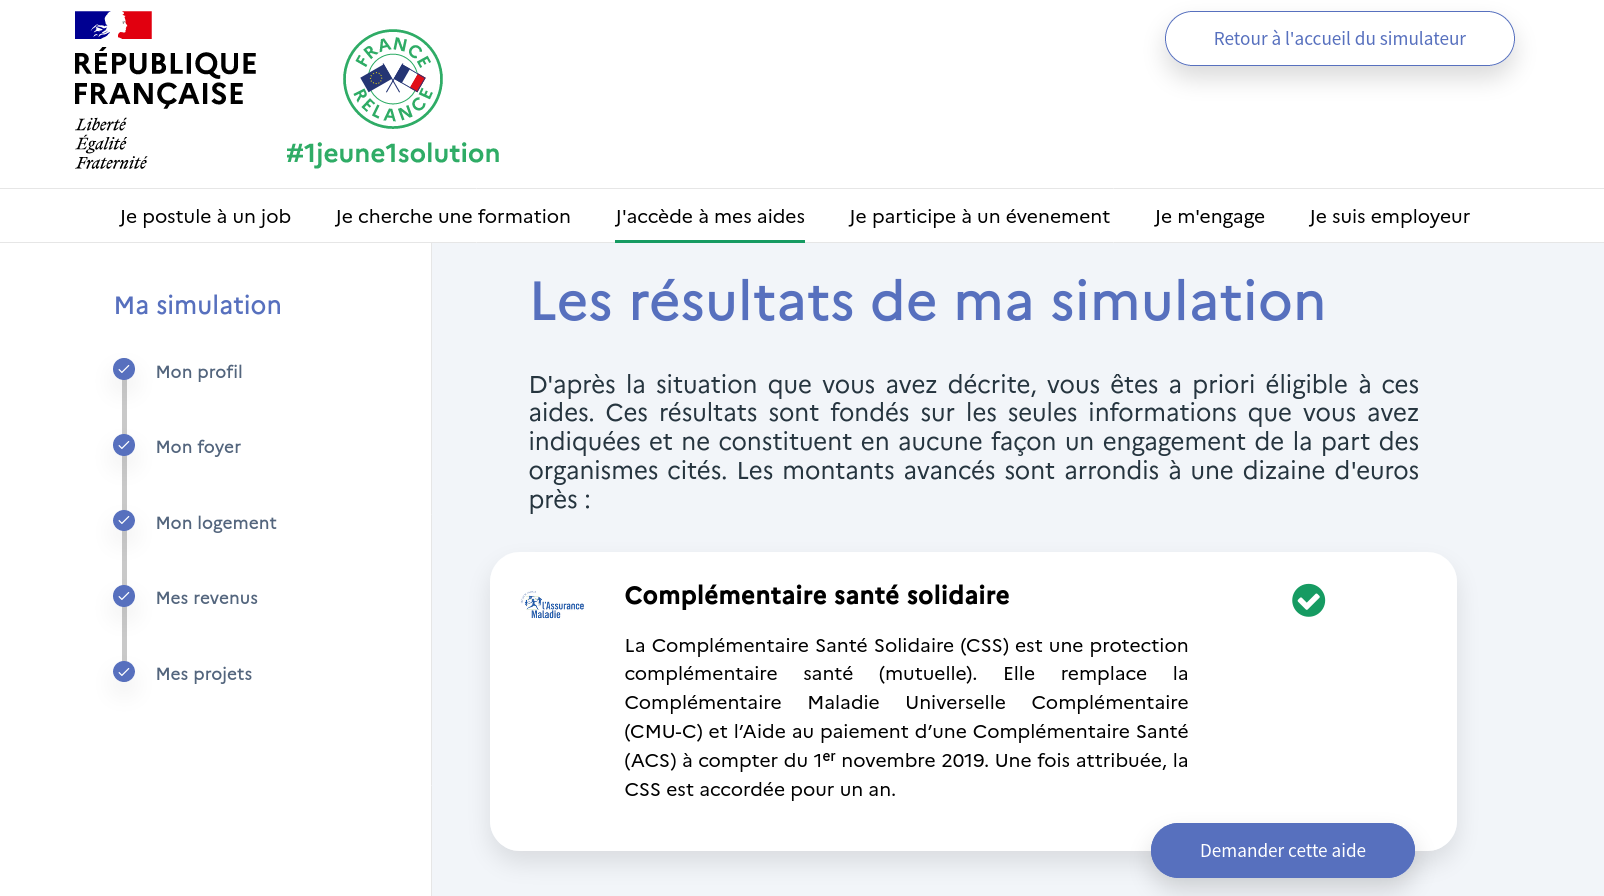 RÉPUBLIQUE
FRANÇAISE
Liberté
Égalité
Fraternité
FRANCE
RELANCE
#1jeune1solution
Retour à l'accueil du simulateur
Je postule à un job
Je cherche une formation
J'accède à mes aides
Je participe à un évenement
Je m'engage
Je suis employeur
Ma simulation
Mon profil
Mon foyer
Mon logement
Mes revenus
Mes projets
Les résultats de ma simulation
D'après la situation que vous avez décrite, vous êtes a priori éligible à ces
aides. Ces résultats sont fondés sur les seules informations que vous avez
indiquées et ne constituent en aucune façon un engagement de la part des
organismes cités. Les montants avancés sont arrondis à une dizaine d'euros
près :
l'Assurance
Maladie
Complémentaire santé solidaire
La Complémentaire Santé Solidaire (CSS) est une protection
complémentaire santé (mutuelle). Elle remplace la
Complémentaire Maladie Universelle Complémentaire
(CMU-C) et l’Aide au paiement d’une Complémentaire Santé
(ACS) à compter du 1er novembre 2019. Une fois attribuée, la
CSS est accordée pour un an.
Demander cette aide